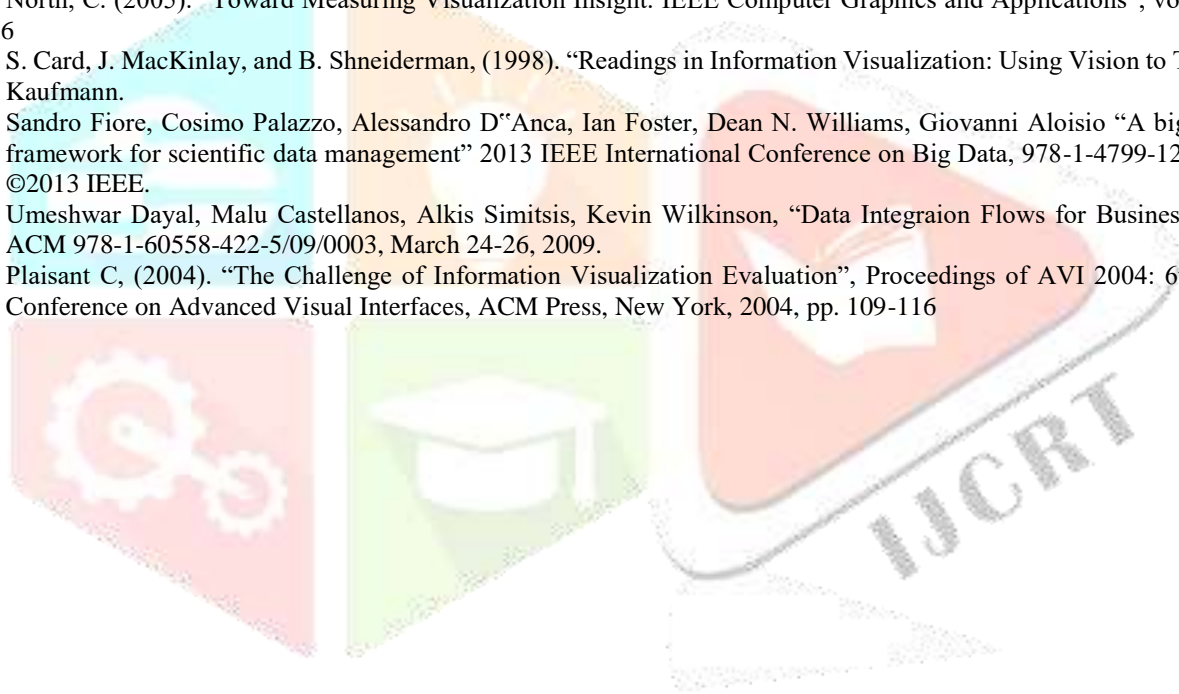 C. (2005). "Toward Measuring Visualization Insight. IEEE Computer Graphics and Applications",
6
S. Card, J. MacKinlay, and B. Shneiderman, (1998). “Readings in Information Visualization: Using Vision to
Kaufmann.
Sandro Fiore, Cosimo Palazzo, Alessandro D‟Anca, Ian Foster, Dean N. Williams, Giovanni Aloisio “A big
framework for scientific data management” 2013 IEEE International Conference on Big Data, 978-1-4799-12
©2013 IEEE.
Umeshwar Dayal, Malu Castellanos, Alkis Simitsis, Kevin Wilkinson, “Data Integraion Flows for Busines
ACM 978-1-60558-422-5/09/0003, March 24-26, 2009.
Plaisant C, (2004). “The Challenge of Information Visualization Evaluation”, Proceedings of AVI 2004: 6
Conference on Advanced Visual Interfaces, ACM Press, New York, 2004, pp. 109-116
IJCRT